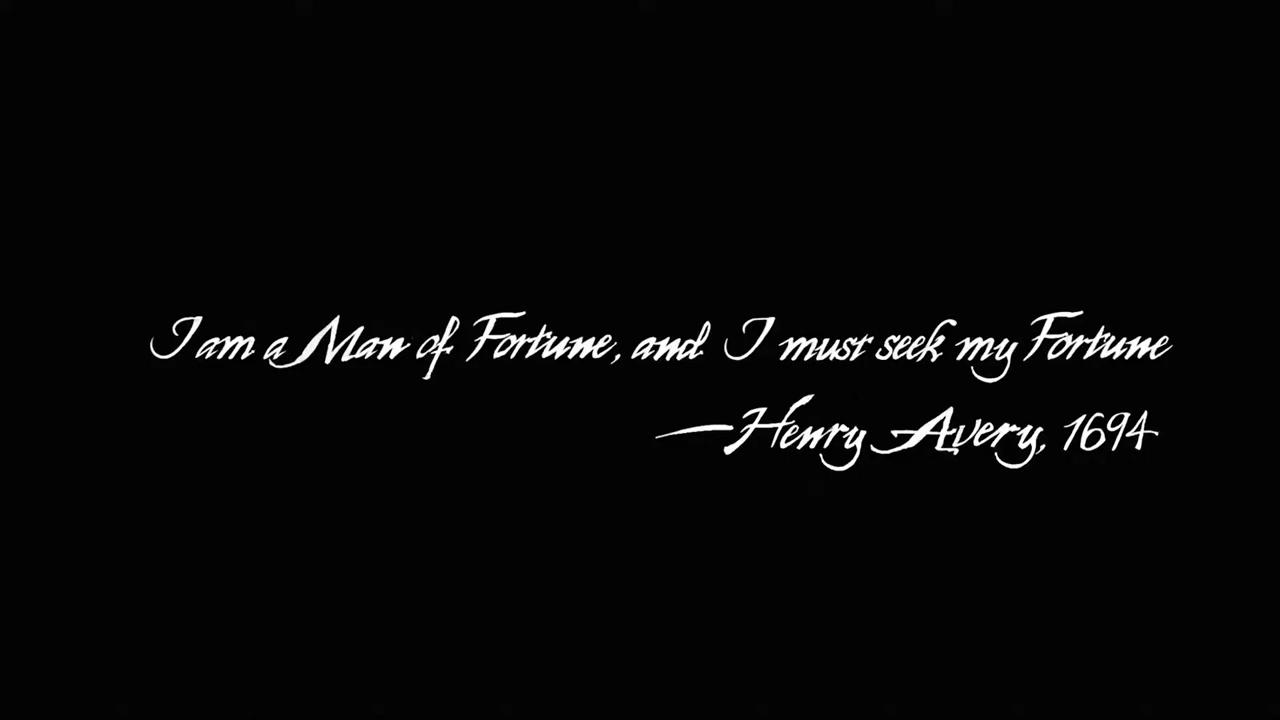 I am a Man of Fortune, and I must seek my Fortune
—Henry Avery, 1694